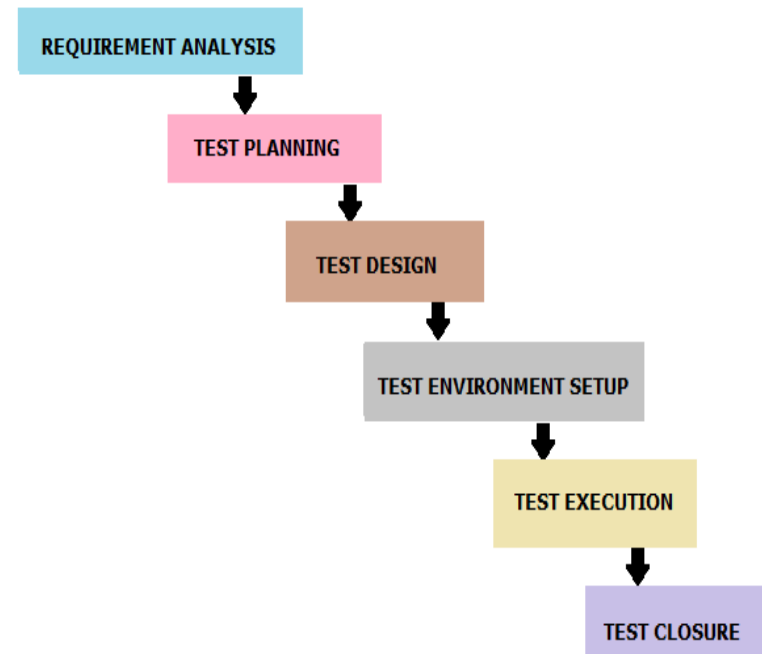 REQUIREMENT ANALYSIS
TEST PLANNING
TEST DESIGN
TEST ENVIRONMENT SETUP
TEST EXECUTION
TEST CLOSURE